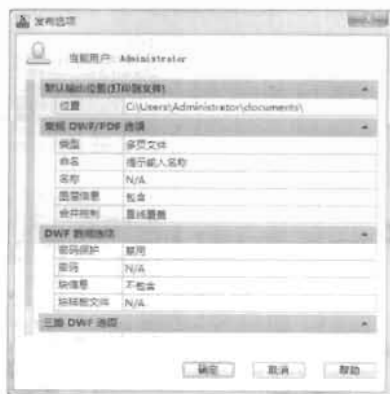 发布选项
当前用户: Administrator
默认输出位置(打印到文件)
位置 C:\Users\Administrator\documents\
常规 DWF/PDF 选项
类型 多页文件
命名 提示输入名称
名称 N/A
图层信息 包含
合并控制 直线覆盖
DWF 数据选项
密码保护 禁用
密码 N/A
块信息 不包含
块样板文件 N/A
三维 DWF 选项
确定 取消 帮助